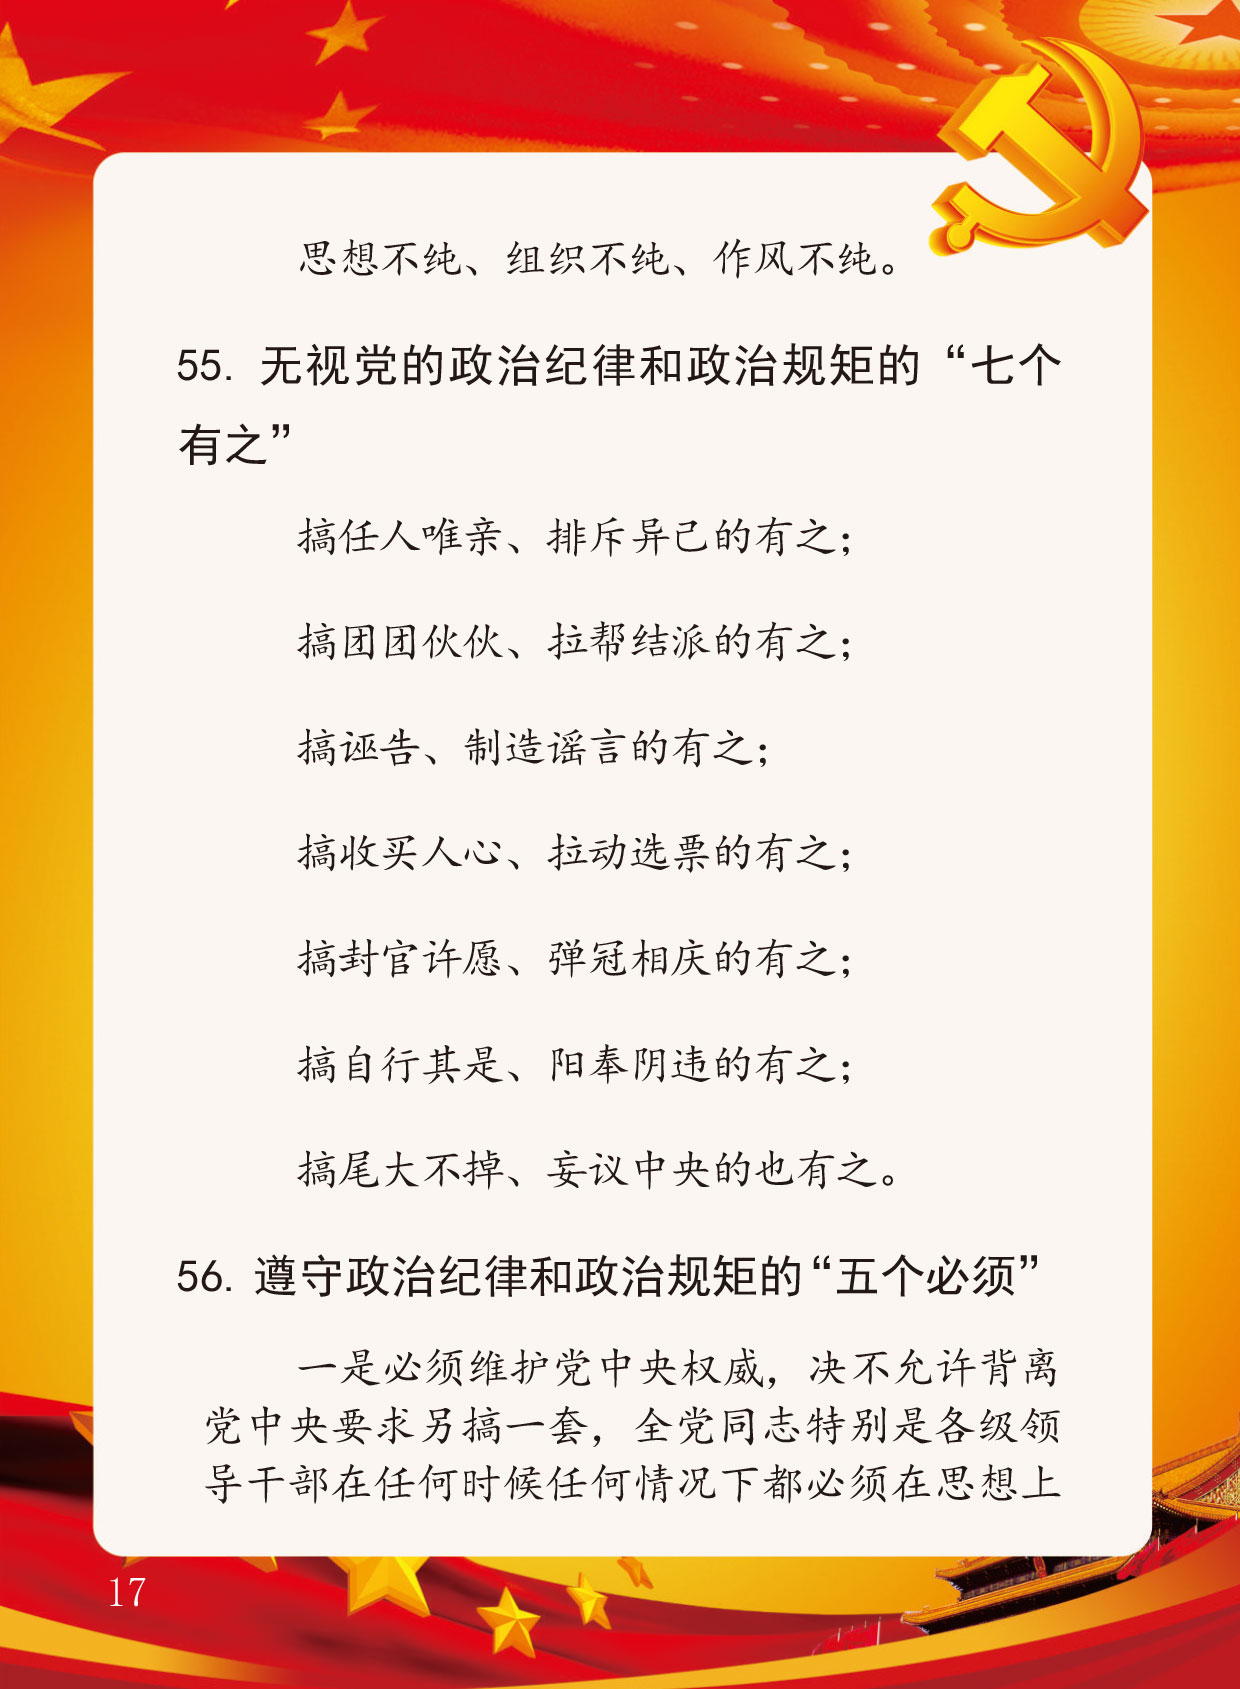 思想不纯、组织不纯、作风不纯。
55. 无视党的政治纪律和政治规矩的“七个
有之”
搞任人唯亲、排斥异己的有之；
搞团团伙伙、拉帮结派的有之；
搞诬告、制造谣言的有之；
搞收买人心、拉动选票的有之；
搞封官许愿、弹冠相庆的有之；
搞自行其是、阳奉阴违的有之；
搞尾大不掉、妄议中央的也有之。
56. 遵守政治纪律和政治规矩的“五个必须”
一是必须维护党中央权威，决不允许背离
党中央要求另搞一套，全党同志特别是各级领
导干部在任何时候任何情况下都必须在思想上
17